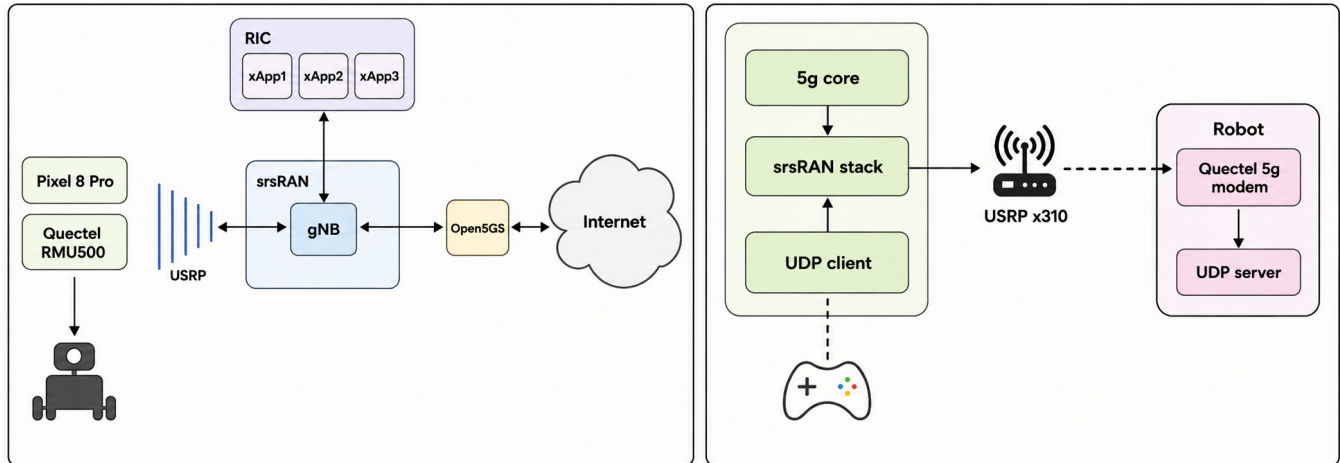 RIC
xApp1 xApp2 xApp3
Pixel 8 Pro
Quectel
RMU500
USRP
srsRAN
gNB
Open5GS
Internet
5g core
srsRAN stack
UDP client
USRP x310
Robot
Quectel 5g
modem
UDP server